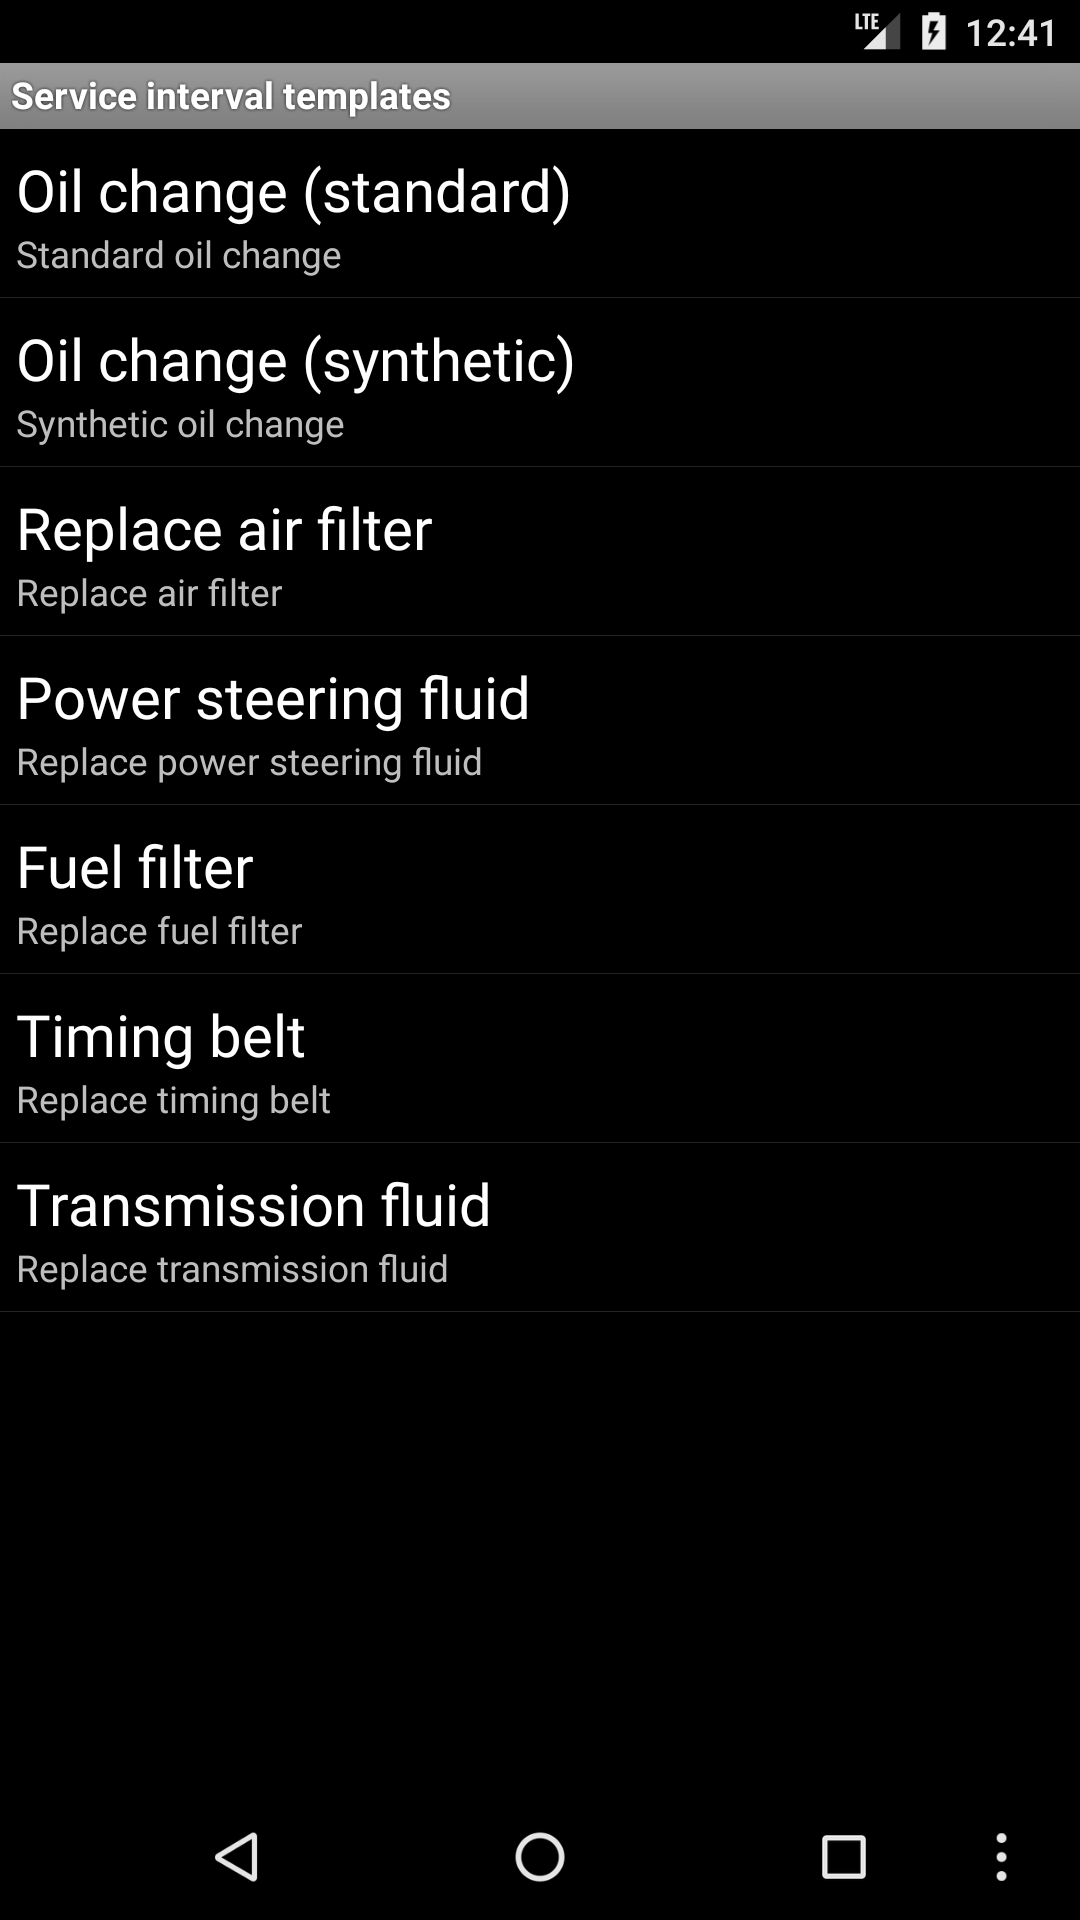 LTE 12:41
Service interval templates
Oil change (standard)
Standard oil change
Oil change (synthetic)
Synthetic oil change
Replace air filter
Replace air filter
Power steering fluid
Replace power steering fluid
Fuel filter
Replace fuel filter
Timing belt
Replace timing belt
Transmission fluid
Replace transmission fluid